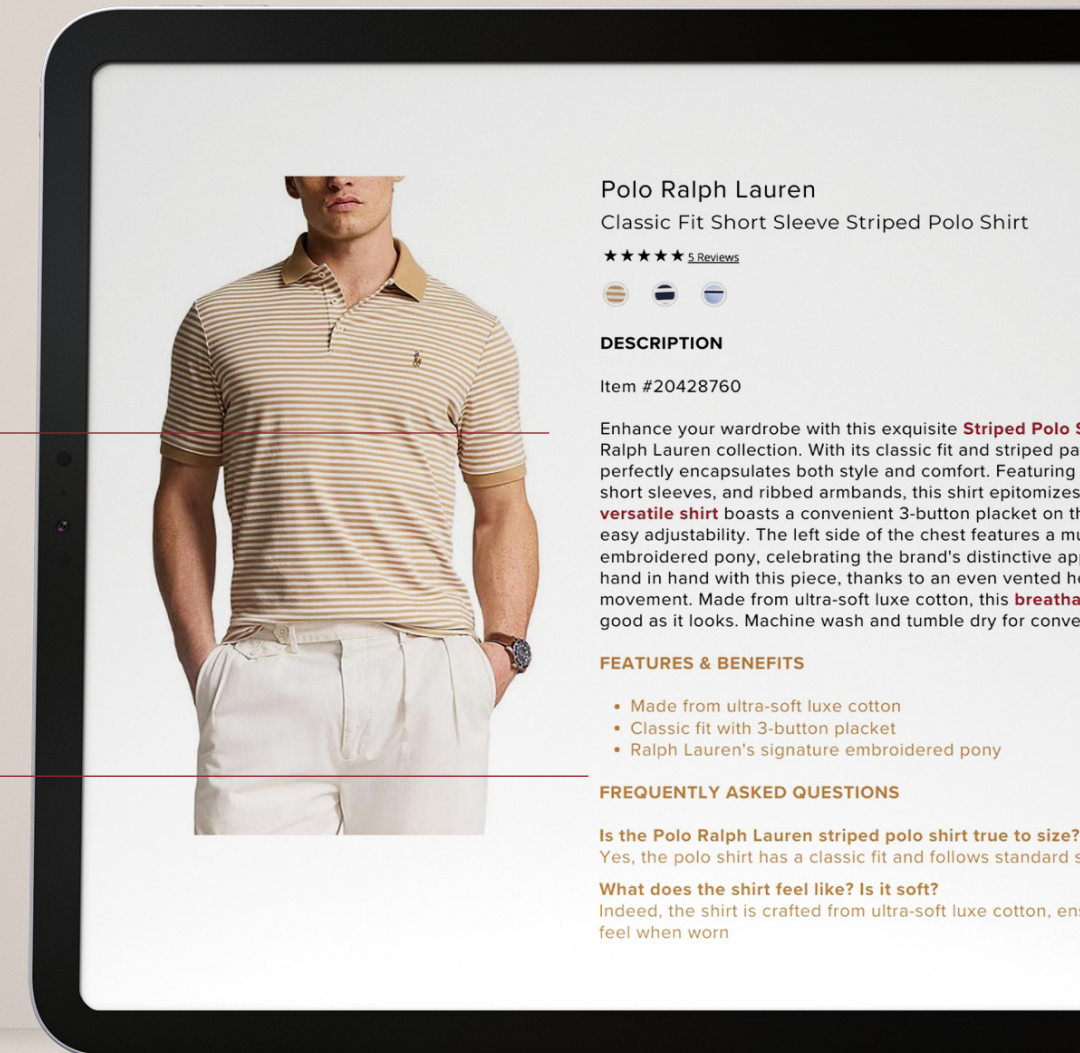 Polo Ralph Lauren
Classic Fit Short Sleeve Striped Polo Shirt
★★★★★ 5 Reviews
DESCRIPTION
Item #20428760
Enhance your wardrobe with this exquisite Striped Polo
Ralph Lauren collection. With its classic fit and striped
perfectly encapsulates both style and comfort. Featuring
short sleeves, and ribbed armbands, this shirt epitomizes
versatile shirt boasts a convenient 3-button placket on
easy adjustability. The left side of the chest features a
embroidered pony, celebrating the brand's distinctive
hand in hand with this piece, thanks to an even vented
movement. Made from ultra-soft luxe cotton, this
good as it looks. Machine wash and tumble dry for
FEATURES & BENEFITS
• Made from ultra-soft luxe cotton
• Classic fit with 3-button placket
• Ralph Lauren's signature embroidered pony
FREQUENTLY ASKED QUESTIONS
Is the Polo Ralph Lauren striped polo shirt true to size?
Yes, the polo shirt has a classic fit and follows standard
What does the shirt feel like? Is it soft?
Indeed, the shirt is crafted from ultra-soft luxe cotton,
feel when worn